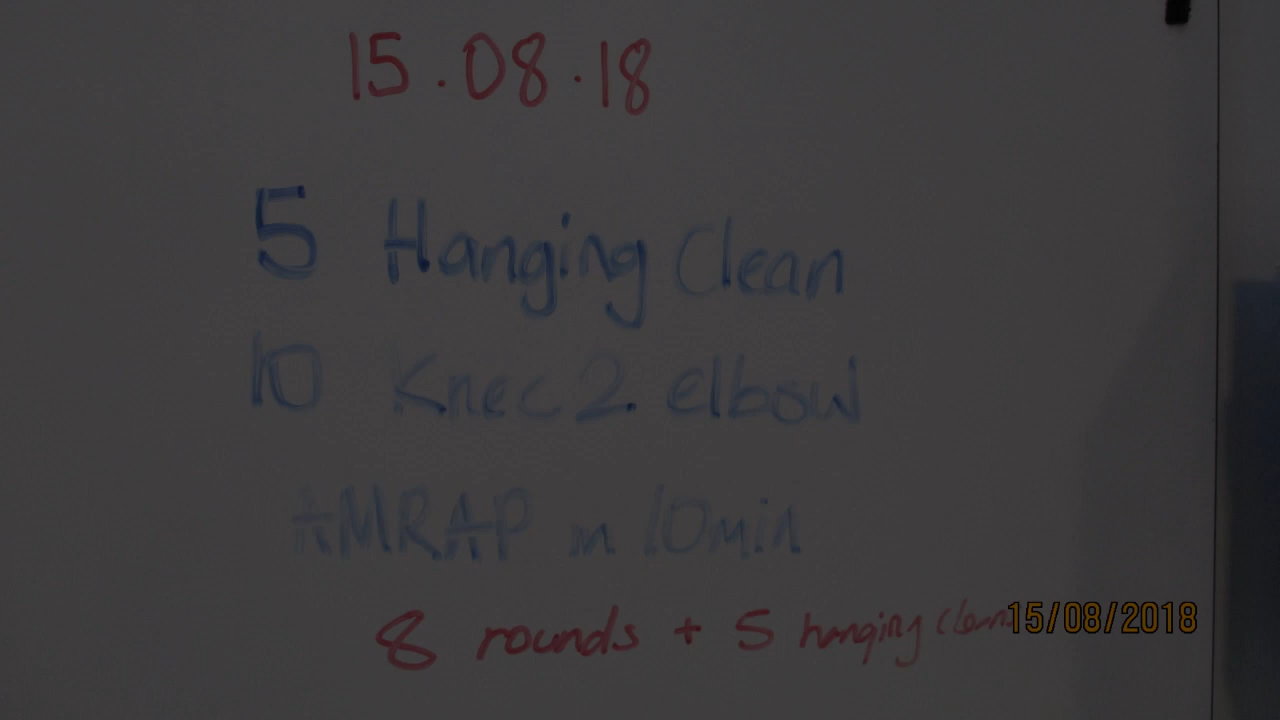 15.08.18
5 Hanging Clean
10 Knee 2 elbow
AMRAP in 10min
8 rounds + 5 hanging cleans
15/08/2018